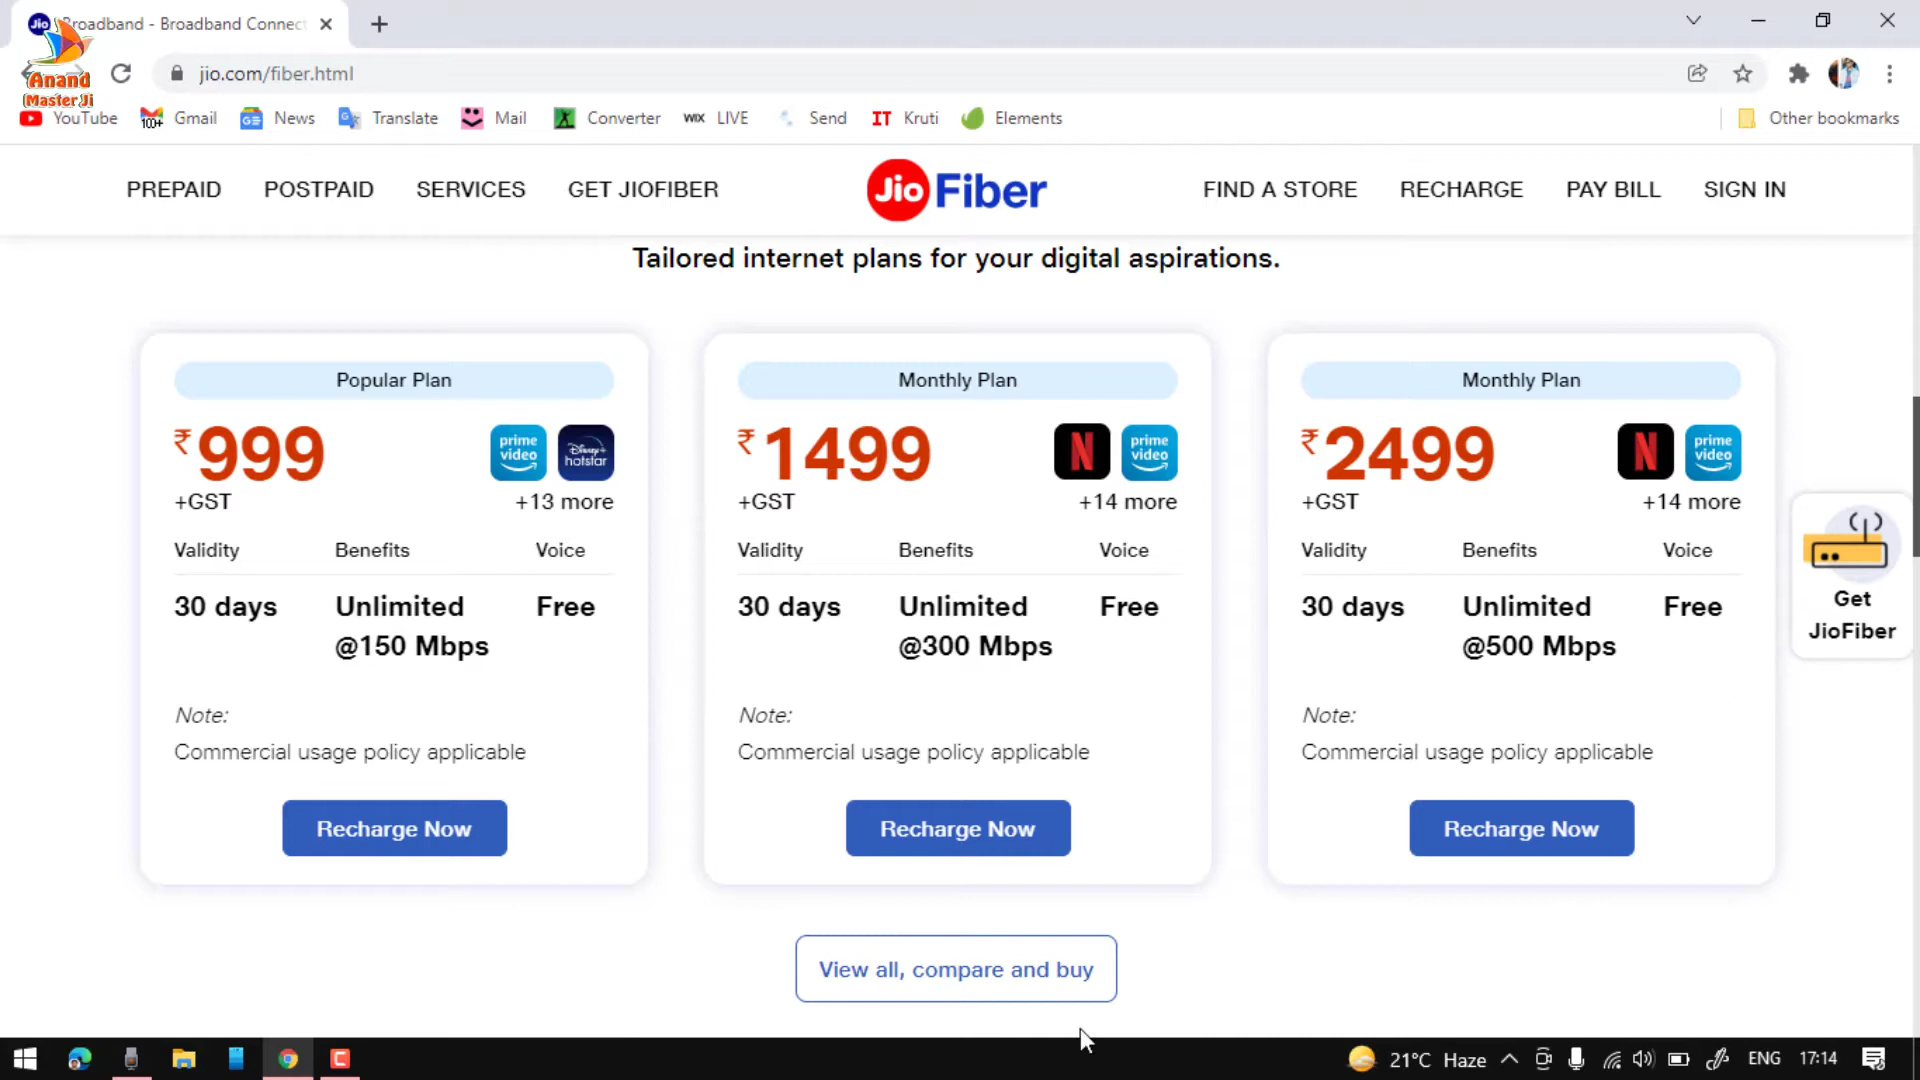 Broadband - Broadband Connect
Anand
Master Ji
jio.com/fiber.html
YouTube
100+
Gmail
News
Translate
Mail
Converter
WIX LIVE
Send
IT Kruti
Elements
Other bookmarks
PREPAID
POSTPAID
SERVICES
GET JIOFIBER
Jio Fiber
FIND A STORE
RECHARGE
PAY BILL
SIGN IN
Tailored internet plans for your digital aspirations.
Popular Plan
₹999
prime video
Disney+ hotstar
+GST
+13 more
Validity Benefits Voice
30 days Unlimited Free
@150 Mbps
Note:
Commercial usage policy applicable
Recharge Now
Monthly Plan
₹1499
N
prime video
+GST
+14 more
Validity Benefits Voice
30 days Unlimited Free
@300 Mbps
Note:
Commercial usage policy applicable
Recharge Now
Monthly Plan
₹2499
N
prime video
+GST
+14 more
Validity Benefits Voice
30 days Unlimited Free
@500 Mbps
Note:
Commercial usage policy applicable
Recharge Now
Get
JioFiber
View all, compare and buy
21°C Haze
ENG
17:14